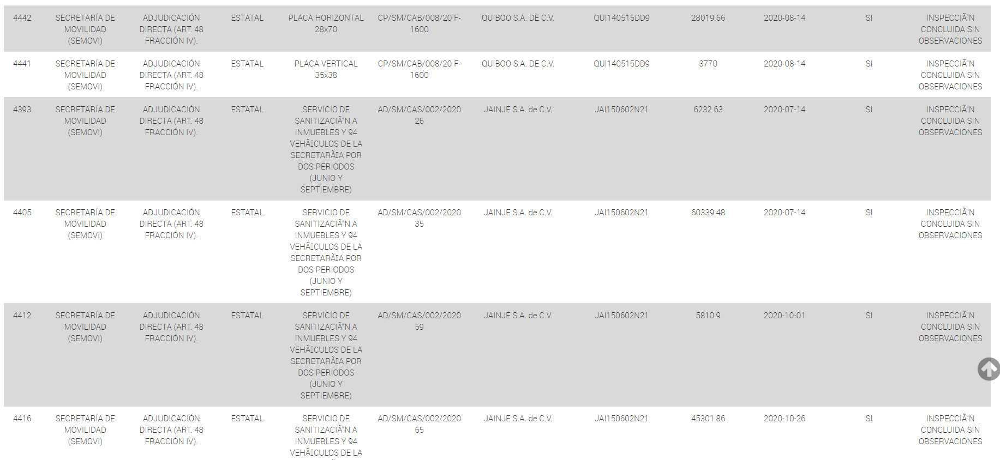 4442 SECRETARÍA DE ADJUDICACIÓN ESTATAL PLACA HORIZONTAL CP/SM/CAB/008/20 F- QUIBOO S.A. DE C.V. QUI140515DD9 28019.66 2020-08-14 SI INSPECCIÃ“N
MOVILIDAD DIRECTA (ART. 48 28x70 1600 CONCLUIDA SIN
(SEMOVI) FRACCIÓN IV). OBSERVACIONES
4441 SECRETARÍA DE ADJUDICACIÓN ESTATAL PLACA VERTICAL CP/SM/CAB/008/20 F- QUIBOO S.A. DE C.V. QUI140515DD9 3770 2020-08-14 SI INSPECCIÃ“N
MOVILIDAD DIRECTA (ART. 48 35x38 1600 CONCLUIDA SIN
(SEMOVI) FRACCIÓN IV). OBSERVACIONES
4393 SECRETARÍA DE ADJUDICACIÓN ESTATAL SERVICIO DE AD/SM/CAS/002/2020 JAINJE S.A. de C.V. JAI150602N21 6232.63 2020-07-14 SI INSPECCIÃ“N
MOVILIDAD DIRECTA (ART. 48 SANITIZACIÃ“N A 26 CONCLUIDA SIN
(SEMOVI) FRACCIÓN IV). INMUEBLES Y 94 OBSERVACIONES
VEHÃ▯CULOS DE LA
SECRETARÃ▯A POR
DOS PERIODOS
(JUNIO Y
SEPTIEMBRE)
4405 SECRETARÍA DE ADJUDICACIÓN ESTATAL SERVICIO DE AD/SM/CAS/002/2020 JAINJE S.A. de C.V. JAI150602N21 60339.48 2020-07-14 SI INSPECCIÃ“N
MOVILIDAD DIRECTA (ART. 48 SANITIZACIÃ“N A 35 CONCLUIDA SIN
(SEMOVI) FRACCIÓN IV). INMUEBLES Y 94 OBSERVACIONES
VEHÃ▯CULOS DE LA
SECRETARÃ▯A POR
DOS PERIODOS
(JUNIO Y
SEPTIEMBRE)
4412 SECRETARÍA DE ADJUDICACIÓN ESTATAL SERVICIO DE AD/SM/CAS/002/2020 JAINJE S.A. de C.V. JAI150602N21 5810.9 2020-10-01 SI INSPECCIÃ“N
MOVILIDAD DIRECTA (ART. 48 SANITIZACIÃ“N A 59 CONCLUIDA SIN
(SEMOVI) FRACCIÓN IV). INMUEBLES Y 94 OBSERVACIONES
VEHÃ▯CULOS DE LA
SECRETARÃ▯A POR
DOS PERIODOS
(JUNIO Y
SEPTIEMBRE)
4416 SECRETARÍA DE ADJUDICACIÓN ESTATAL SERVICIO DE AD/SM/CAS/002/2020 JAINJE S.A. de C.V. JAI150602N21 45301.86 2020-10-26 SI INSPECCIÃ“N
MOVILIDAD DIRECTA (ART. 48 SANITIZACIÃ“N A 65 CONCLUIDA SIN
(SEMOVI) FRACCIÓN IV). INMUEBLES Y 94 OBSERVACIONES
VEHÃ▯CULOS DE LA